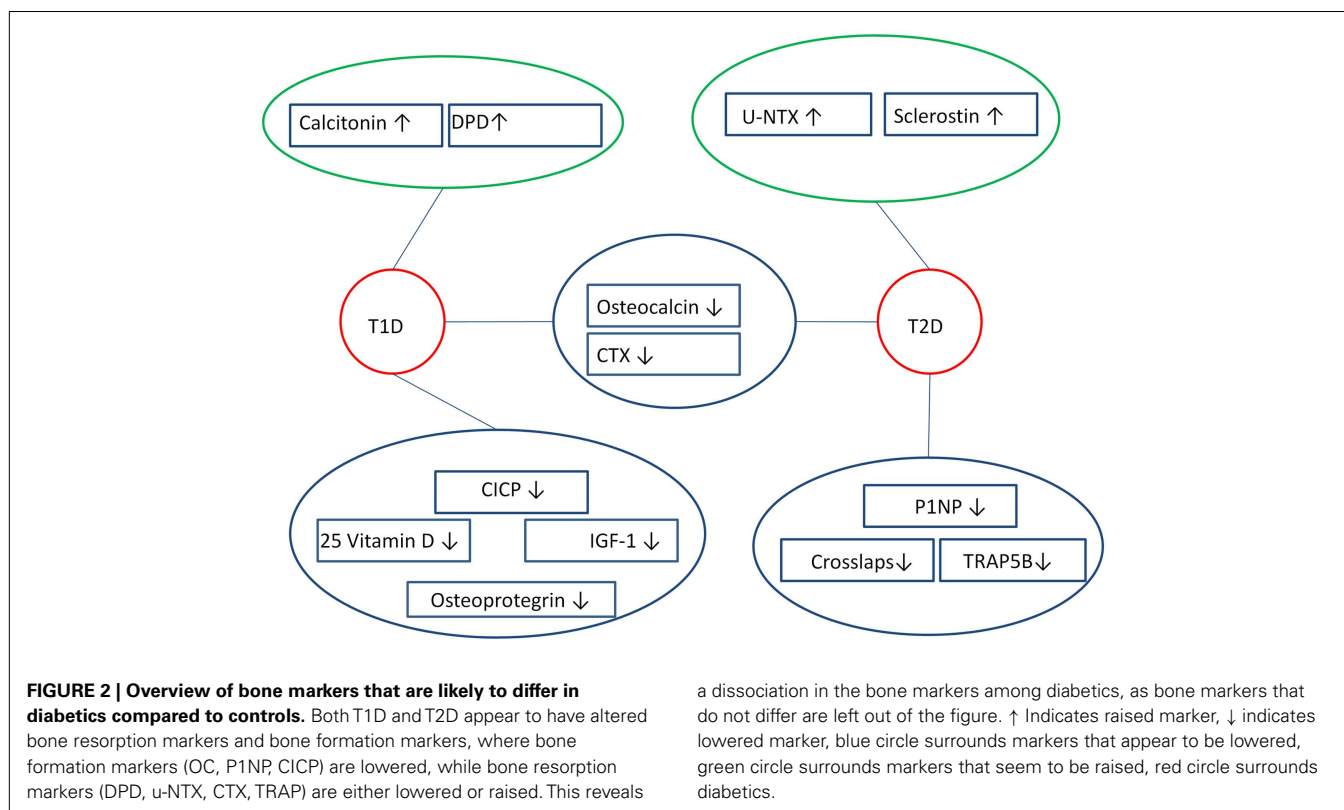 Calcitonin ↑ DPD↑
U-NTX ↑ Sclerostin ↑
T1D
Osteocalcin ↓
CTX ↓
T2D
CICP ↓
25 Vitamin D ↓ IGF-1 ↓
Osteoprotegrin ↓
P1NP ↓
Crosslaps↓ TRAP5B↓
FIGURE 2 | Overview of bone markers that are likely to differ in
diabetics compared to controls. Both T1D and T2D appear to have altered
bone resorption markers and bone formation markers, where bone
formation markers (OC, P1NP, CICP) are lowered, while bone resorption
markers (DPD, u-NTX, CTX, TRAP) are either lowered or raised. This reveals
a dissociation in the bone markers among diabetics, as bone markers that
do not differ are left out of the figure. ↑ Indicates raised marker, ↓ indicates
lowered marker, blue circle surrounds markers that appear to be lowered,
green circle surrounds markers that seem to be raised, red circle surrounds
diabetics.